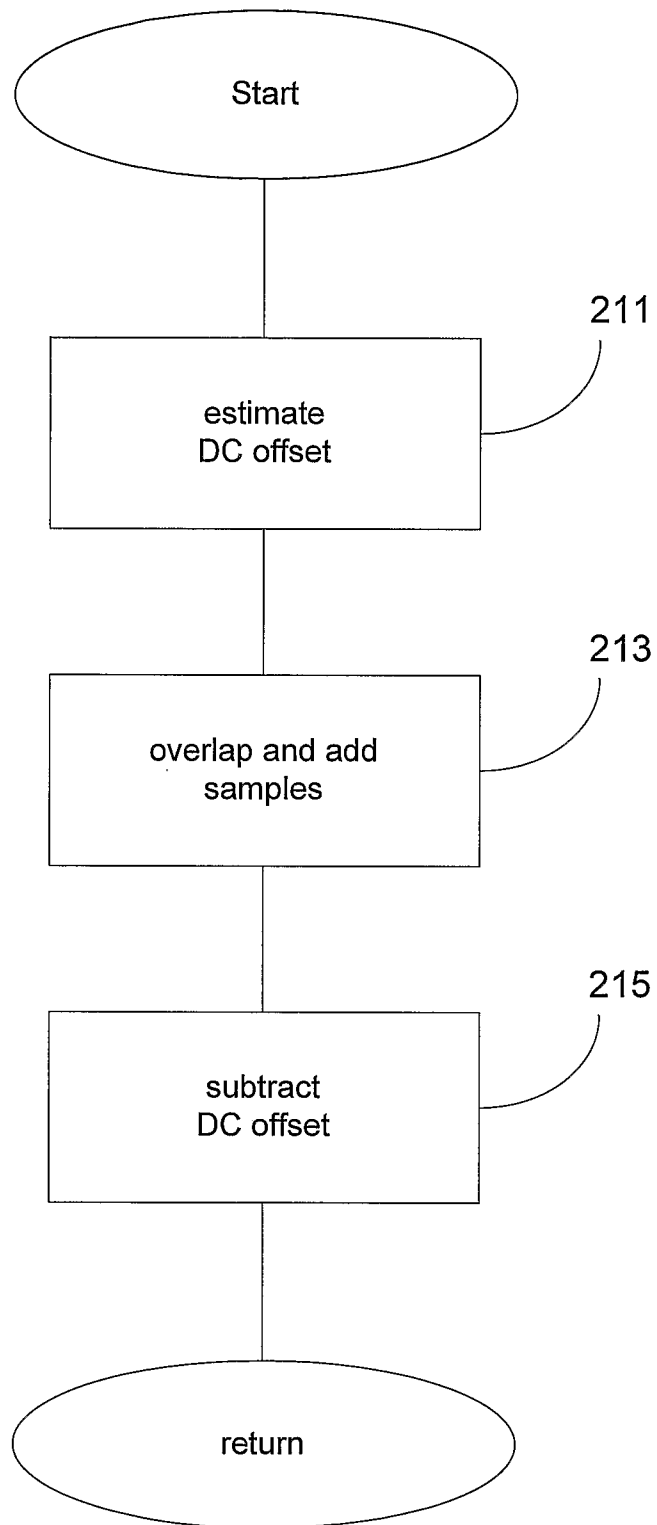 Start
211
estimate
DC offset
213
overlap and add
samples
215
subtract
DC offset
return